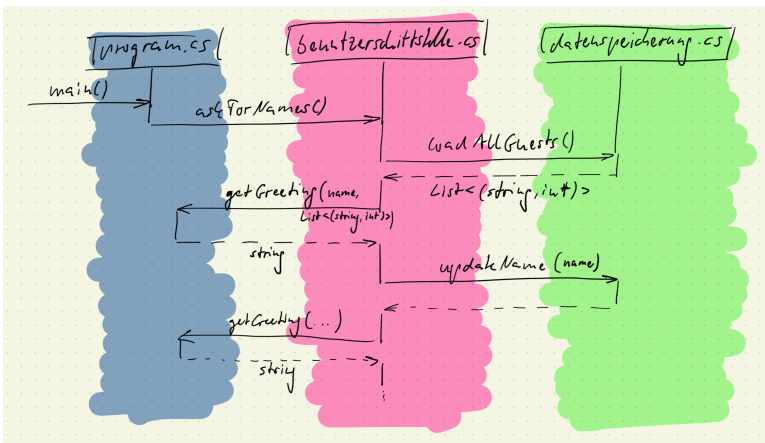 program.cs
benutzerschnittstelle.cs
datenspeicherung.cs
main()
askForNames()
loadAllGuests()
List<(string, int)>
getGreeting(name,
List<(string,int)>)
string
updateName(name)
getGreeting(...)
string